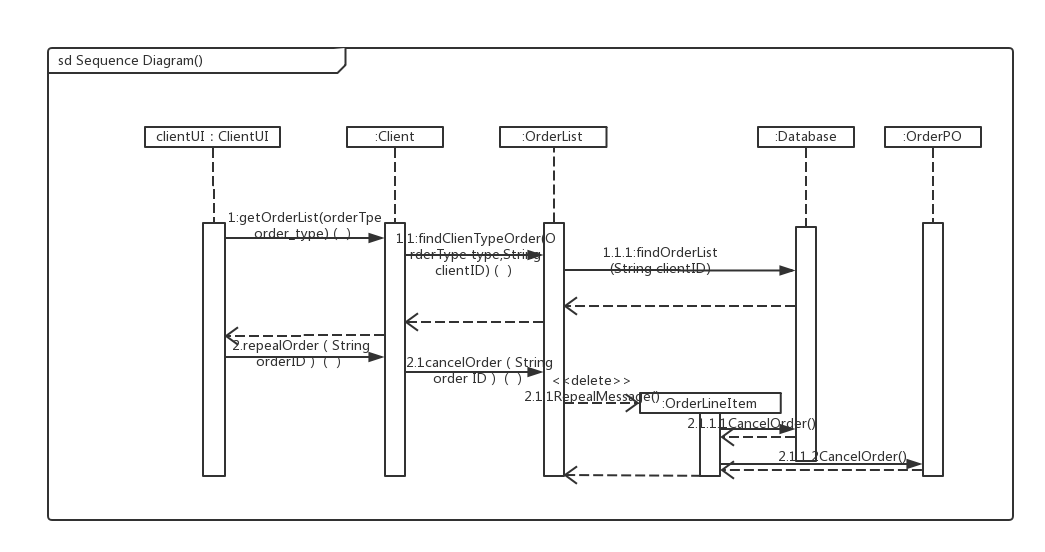 sd Sequence Diagram()
clientUI : ClientUI
:Client
:OrderList
:Database
:OrderPO
1:getOrderList(orderTpe
order_type) (  )
1.1:findClienTypeOrder(O
rderType type,String
clientID) (  )
1.1.1:findOrderList
(String clientID)
2.repealOrder ( String
orderID )  (  )
2.1cancelOrder ( String
order ID )  (  )
<<delete>>
2.1.1RepealMessage()
:OrderLineItem
2.1.1.1CancelOrder()
2.1.1.2CancelOrder()